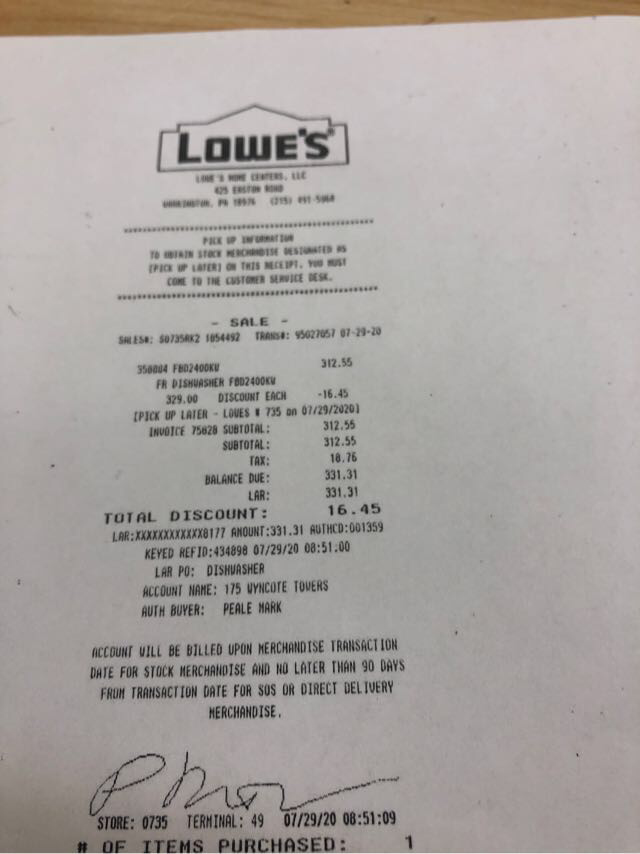 LOWE'S
LOWE'S HOME CENTERS, LLC
425 EASTON ROAD
WARRINGTON, PA 18976 (215) 491-5060
****************************************
PICK UP INFORMATION
TO OBTAIN STOCK MERCHANDISE DESIGNATED AS
[PICK UP LATER] ON THIS RECEIPT, YOU MUST
COME TO THE CUSTOMER SERVICE DESK.
****************************************
- SALE -
SALES#: S0735RK2 1854492 TRANS#: 95027057 07-29-20
358084 FBD2400KW 312.55
FR DISHWASHER FBD2400KW
329.00 DISCOUNT EACH -16.45
[PICK UP LATER - LOWES # 735 on 07/29/2020]
INVOICE 75828 SUBTOTAL: 312.55
SUBTOTAL: 312.55
TAX: 18.76
BALANCE DUE: 331.31
LAR: 331.31
TOTAL DISCOUNT: 16.45
LAR:XXXXXXXXXXXX8177 AMOUNT:331.31 AUTHCD:001359
KEYED REFID:434898 07/29/20 08:51:00
LAR PO: DISHWASHER
ACCOUNT NAME: 175 WYNCOTE TOWERS
AUTH BUYER: PEALE MARK
ACCOUNT WILL BE BILLED UPON MERCHANDISE TRANSACTION
DATE FOR STOCK MERCHANDISE AND NO LATER THAN 90 DAYS
FROM TRANSACTION DATE FOR SOS OR DIRECT DELIVERY
MERCHANDISE.
STORE: 0735 TERMINAL: 49 07/29/20 08:51:09
# OF ITEMS PURCHASED: 1